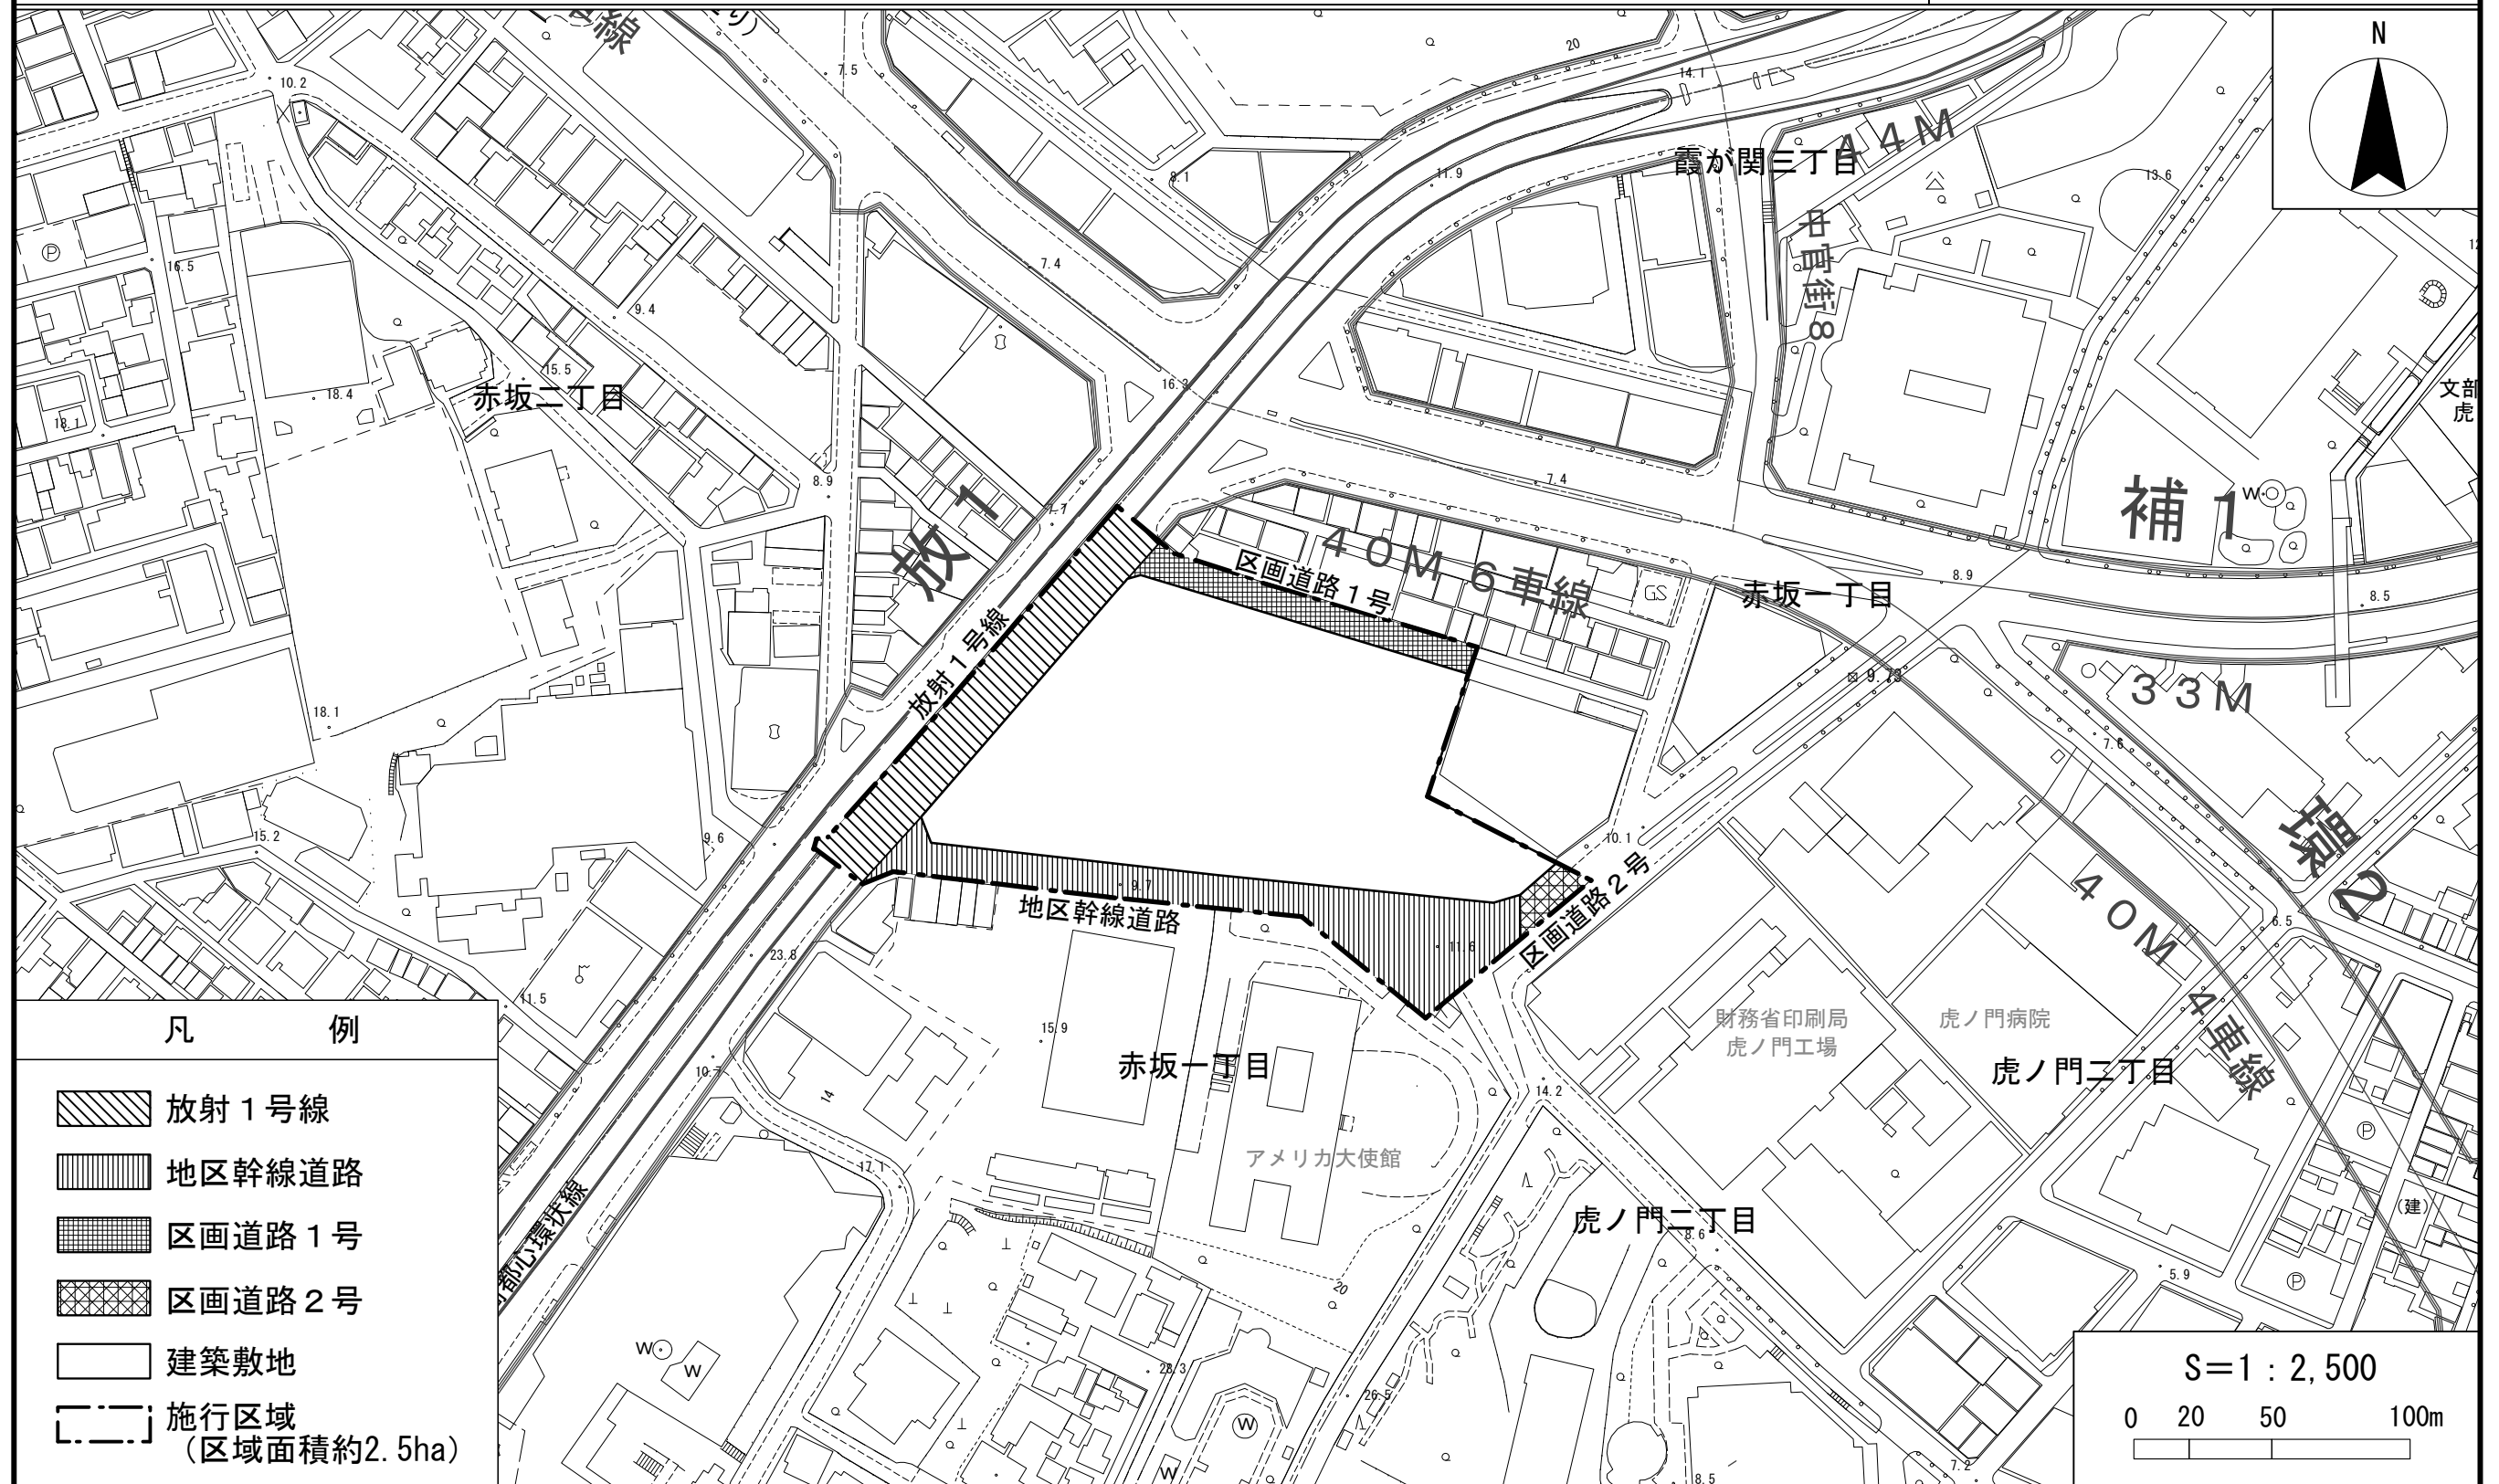 車線
り)
N
20
14.1
7.5
10.2
44M
霞が関三丁目
11.9
8.1
13.6
中官街8
P
16.5
7.4
9.4
16.3
15.5
赤坂二丁目
18.4
18.1
文部
虎
7.4
8.9
補1
W
放1
7.7
区画道路1号
40M 6車線
GS
赤坂一丁目
8.9
8.5
放射1号線
9.73
33M
7.6
18.1
15.2
9.6
10.1
環2
9.7
地区幹線道路
区画道路2号
11.6
40M 4車線
6.5
23.8
11.5
15.9
財務省印刷局
虎ノ門工場
虎ノ門病院
虎ノ門二丁目
赤坂一丁目
10.7
14
14.2
アメリカ大使館
17.1
P
虎ノ門二丁目
8.6
(建)
都心環状線
20
5.9
P
W
W
28.3
26.5
W
W
8.5
7.2
凡 例
放射1号線
地区幹線道路
区画道路1号
区画道路2号
建築敷地
施行区域
(区域面積約2.5ha)
S=1:2,500
0 20 50 100m